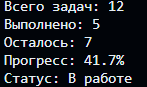 Всего задач: 12
Выполнено: 5
Осталось: 7
Прогресс: 41.7%
Статус: В работе